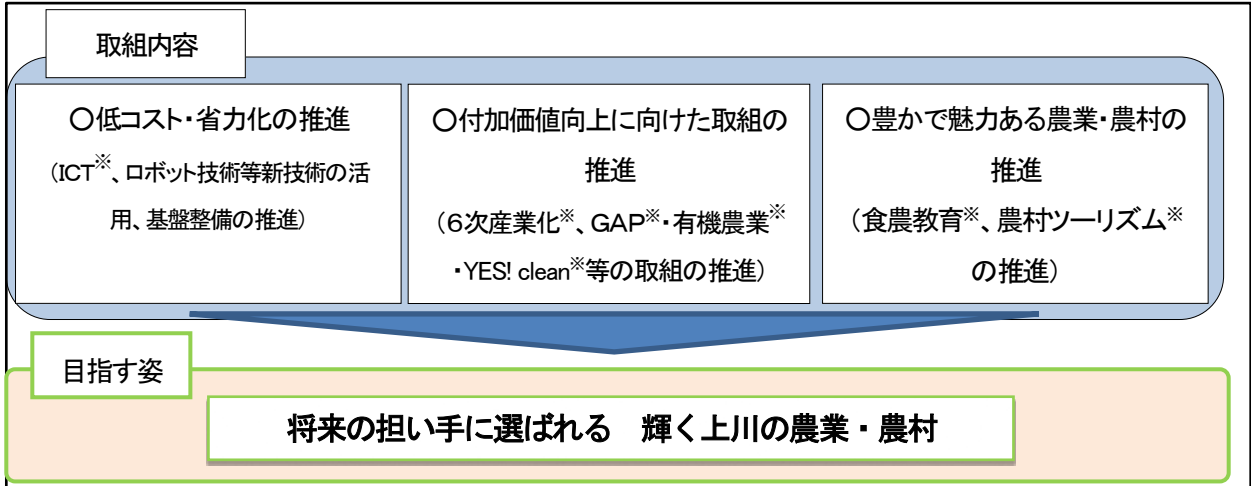 取組内容
〇低コスト・省力化の推進
（ICT※、ロボット技術等新技術の活
用、基盤整備の推進）
〇付加価値向上に向けた取組の
推進
（６次産業化※、GAP※・有機農業※
・YES! clean※等の取組の推進）
〇豊かで魅力ある農業・農村の
推進
（食農教育※、農村ツーリズム※
の推進）
目指す姿
将来の担い手に選ばれる　輝く上川の農業・農村